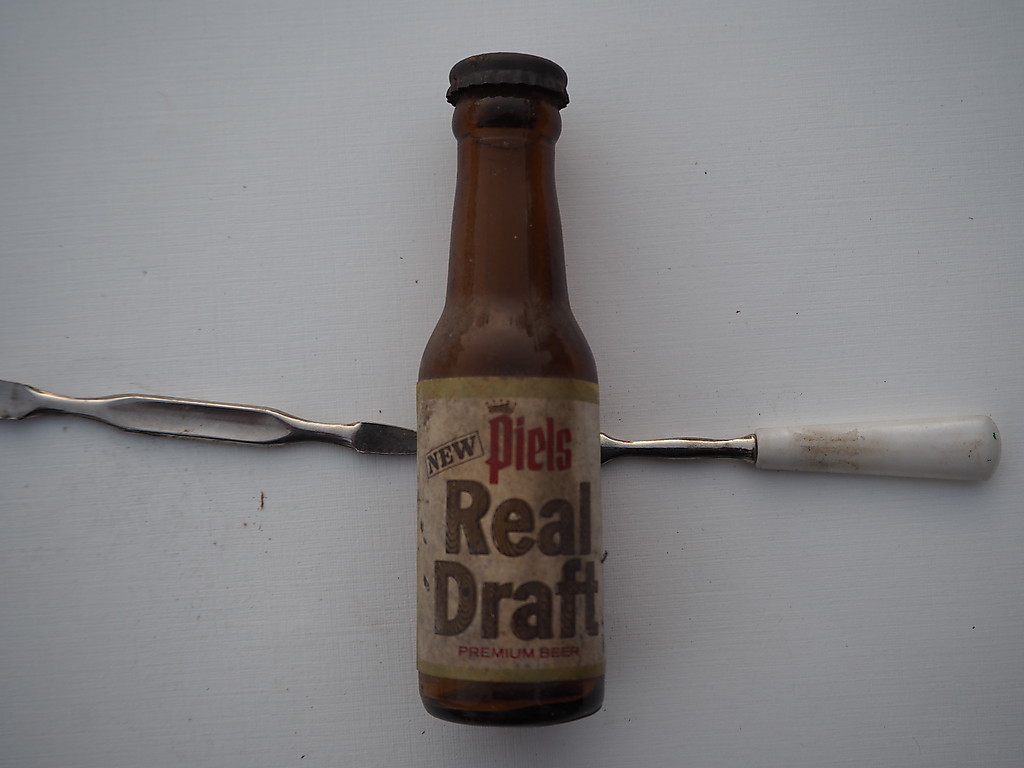 NEW Piels
Real
Draft
PREMIUM BEER